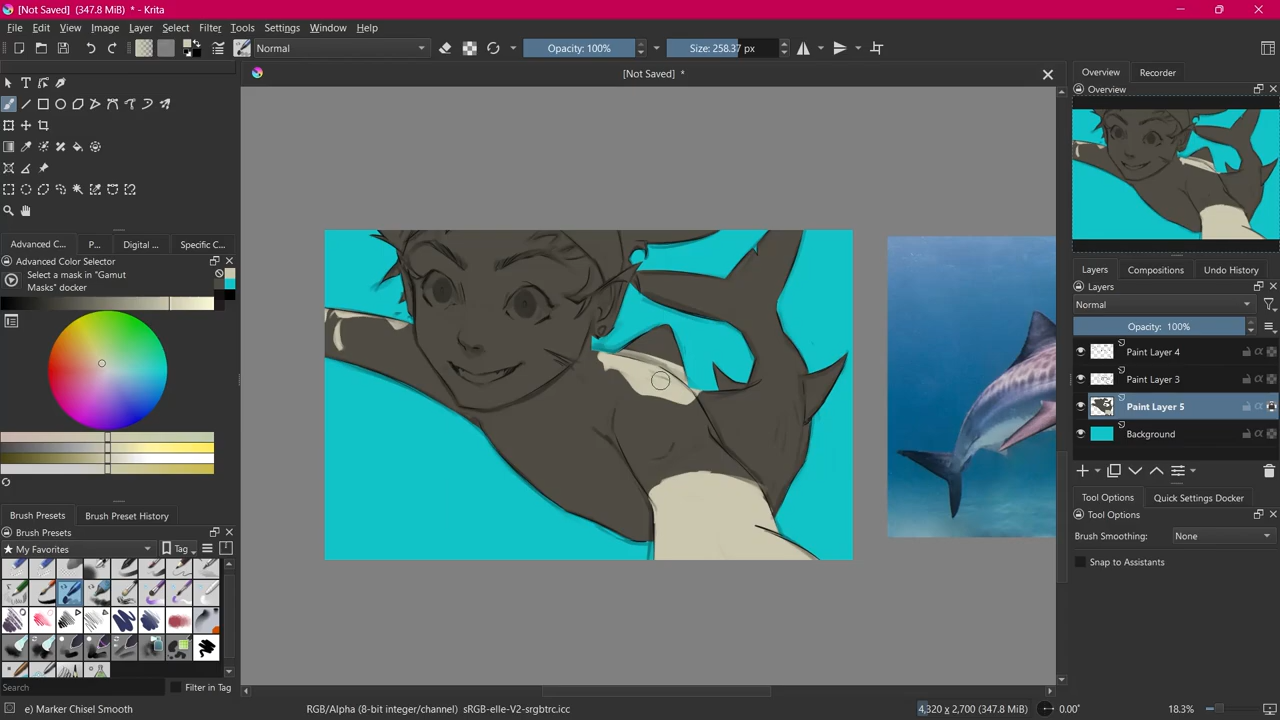 [Not Saved]  (347.8 MiB)  * - Krita
File Edit View Image Layer Select Filter Tools Settings Window Help
Normal
Opacity: 100%
Size: 258.37 px
[Not Saved]  *
Overview Recorder
Overview
Advanced C... P... Digital ... Specific C...
Advanced Color Selector
Select a mask in "Gamut
Masks" docker
Layers Compositions Undo History
Layers
Normal
Opacity: 100%
Paint Layer 4
Paint Layer 3
Paint Layer 5
Background
Tool Options Quick Settings Docker
Tool Options
Brush Smoothing: None
Snap to Assistants
Brush Presets Brush Preset History
Brush Presets
My Favorites
Tag
Search
Filter in Tag
e) Marker Chisel Smooth
RGB/Alpha (8-bit integer/channel)  sRGB-elle-V2-srgbtrc.icc
4,320 x 2,700 (347.8 MiB)
0.00°
18.3%